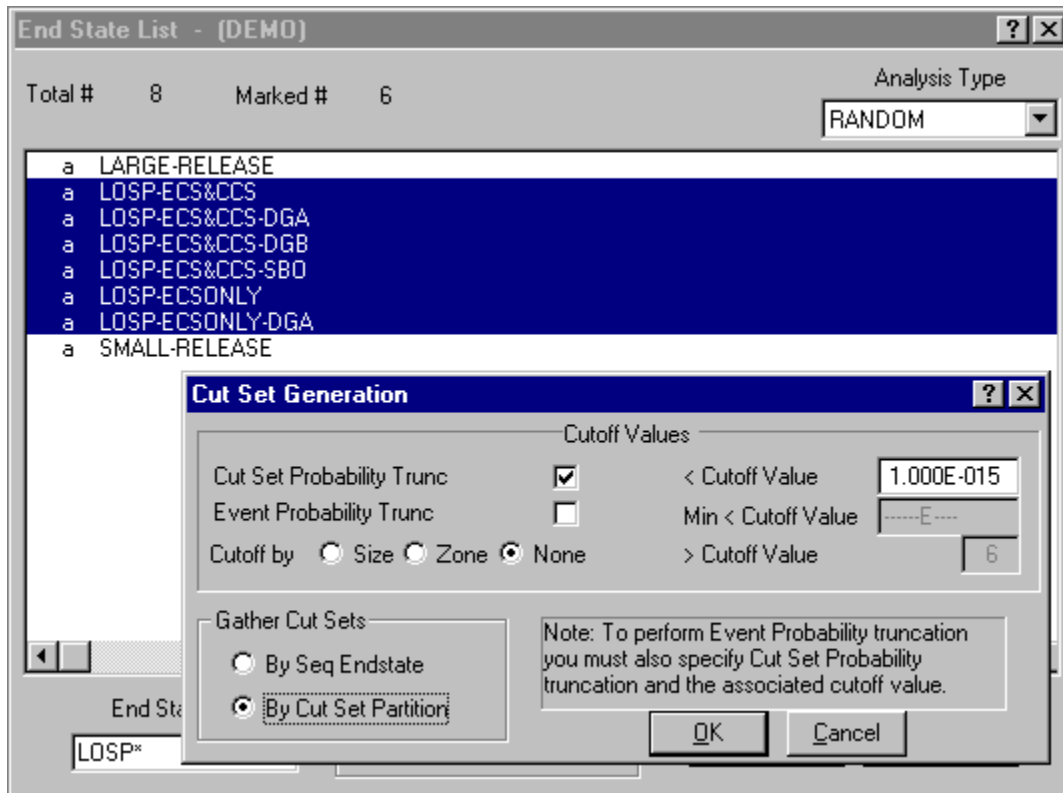 End State List - (DEMO)
Total # 8 Marked # 6
Analysis Type
RANDOM
a LARGE-RELEASE
a LOSP-ECS&CCS
a LOSP-ECS&CCS-DGA
a LOSP-ECS&CCS-DGB
a LOSP-ECS&CCS-SBO
a LOSP-ECSONLY
a LOSP-ECSONLY-DGA
a SMALL-RELEASE
Cut Set Generation
Cutoff Values
Cut Set Probability Trunc < Cutoff Value 1.000E-015
Event Probability Trunc Min < Cutoff Value ------E----
Cutoff by Size Zone None > Cutoff Value 6
Gather Cut Sets
By Seq Endstate
By Cut Set Partition
Note: To perform Event Probability truncation
you must also specify Cut Set Probability
truncation and the associated cutoff value.
OK Cancel
End
LOSP*